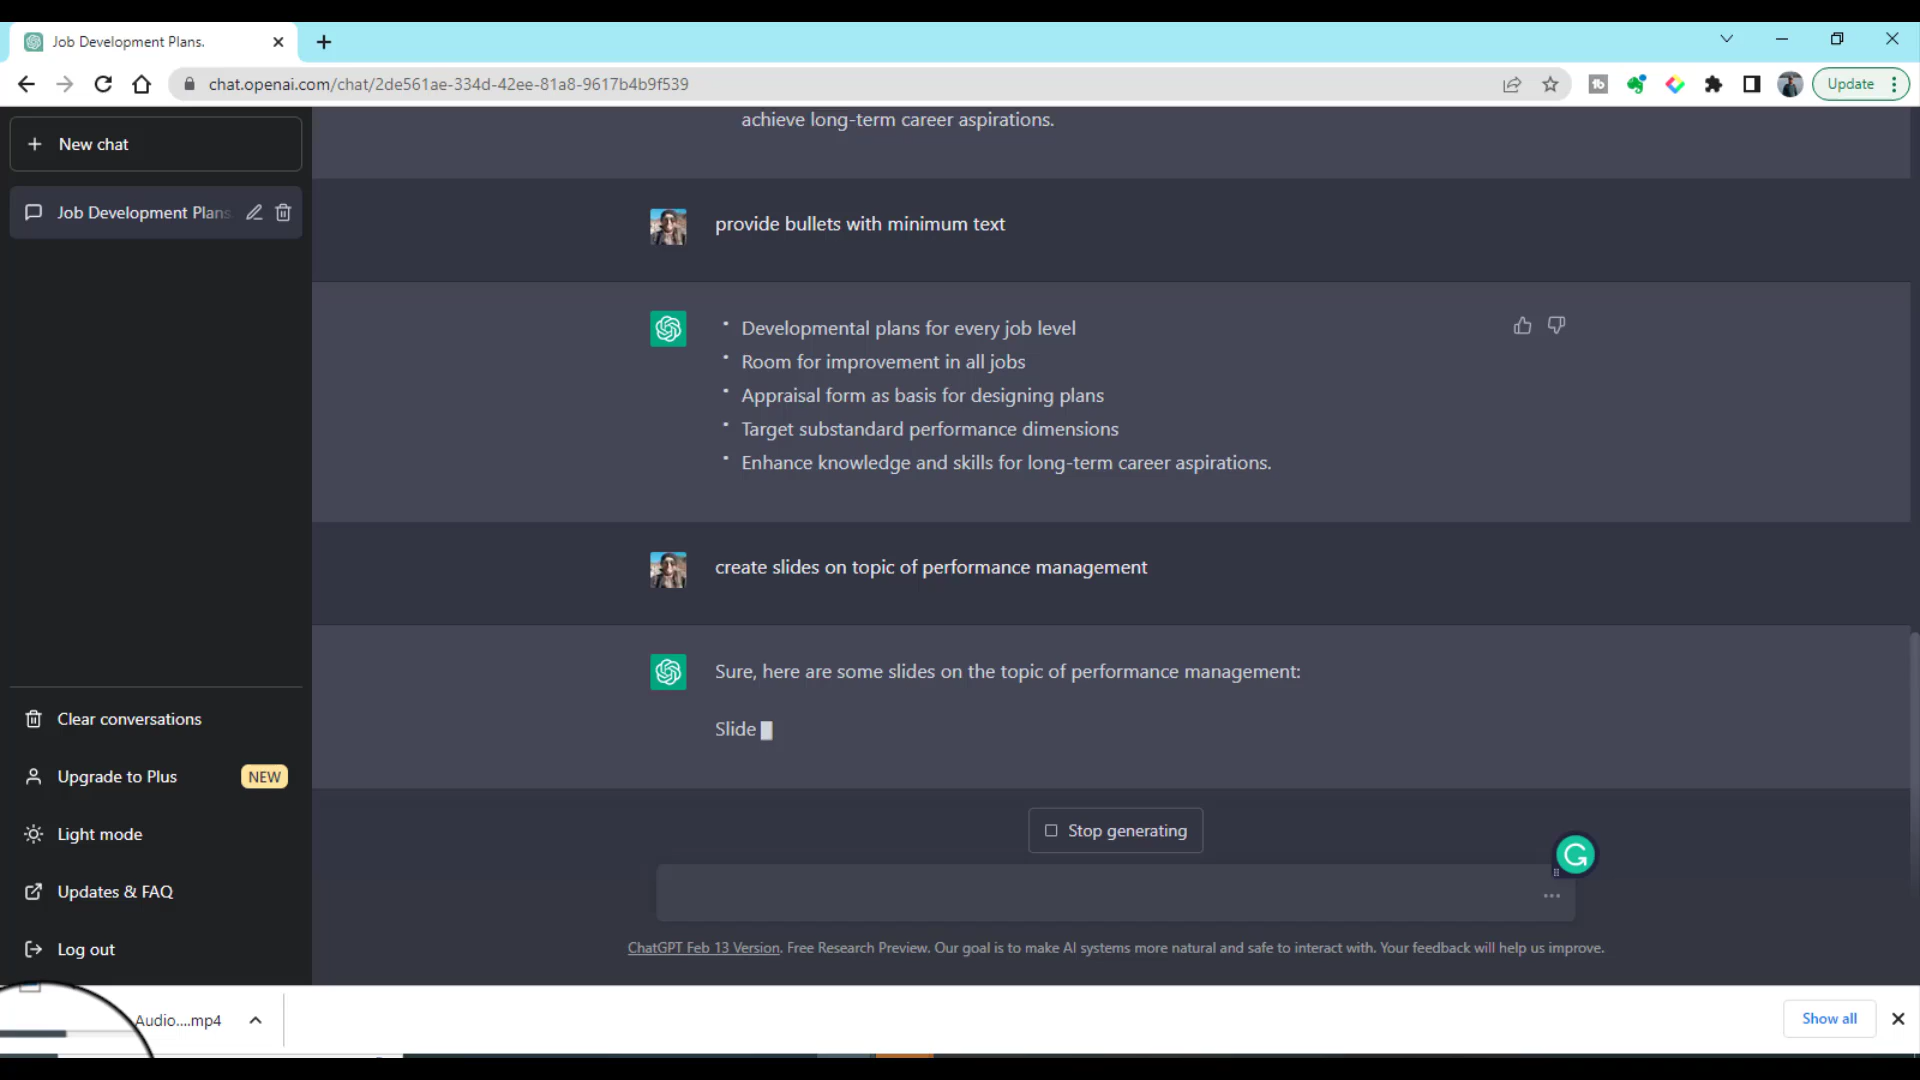 Job Development Plans.
chat.openai.com/chat/2de561ae-334d-42ee-81a8-9617b4b9f539
Update
New chat
Job Development Plans
achieve long-term career aspirations.
provide bullets with minimum text
• Developmental plans for every job level
• Room for improvement in all jobs
• Appraisal form as basis for designing plans
• Target substandard performance dimensions
• Enhance knowledge and skills for long-term career aspirations.
create slides on topic of performance management
Sure, here are some slides on the topic of performance management:
Slide
Clear conversations
Upgrade to Plus NEW
Light mode
Updates & FAQ
Log out
Stop generating
ChatGPT Feb 13 Version. Free Research Preview. Our goal is to make AI systems more natural and safe to interact with. Your feedback will help us improve.
Audio....mp4
Show all